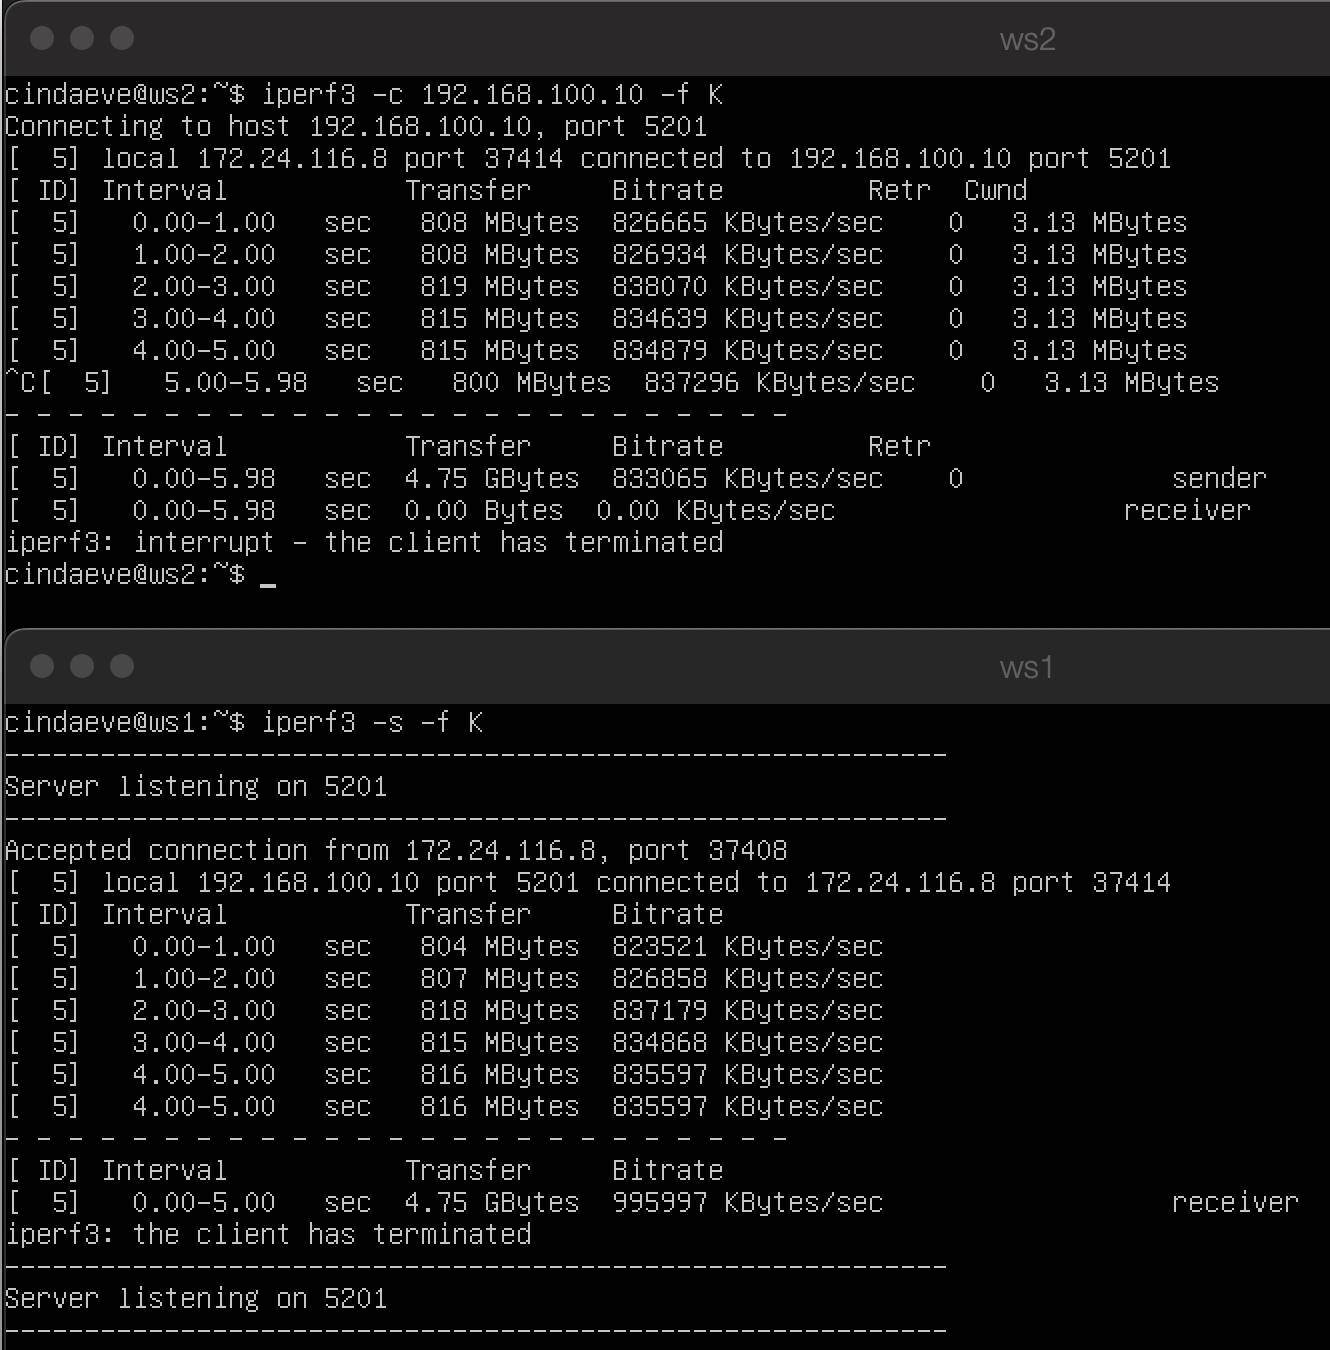 ws2
cindaeve@ws2:~$ iperf3 -c 192.168.100.10 -f K
Connecting to host 192.168.100.10, port 5201
[  5] local 172.24.116.8 port 37414 connected to 192.168.100.10 port 5201
[ ID] Interval           Transfer     Bitrate         Retr  Cwnd
[  5]   0.00-1.00   sec   808 MBytes  826665 KBytes/sec    0   3.13 MBytes
[  5]   1.00-2.00   sec   808 MBytes  826934 KBytes/sec    0   3.13 MBytes
[  5]   2.00-3.00   sec   819 MBytes  838070 KBytes/sec    0   3.13 MBytes
[  5]   3.00-4.00   sec   815 MBytes  834639 KBytes/sec    0   3.13 MBytes
[  5]   4.00-5.00   sec   815 MBytes  834879 KBytes/sec    0   3.13 MBytes
^C[  5]   5.00-5.98   sec   800 MBytes  837296 KBytes/sec    0   3.13 MBytes
- - - - - - - - - - - - - - - - - - - - - - - - -
[ ID] Interval           Transfer     Bitrate         Retr
[  5]   0.00-5.98   sec  4.75 GBytes  833065 KBytes/sec    0             sender
[  5]   0.00-5.98   sec  0.00 Bytes  0.00 KBytes/sec                  receiver
iperf3: interrupt - the client has terminated
cindaeve@ws2:~$ _
ws1
cindaeve@ws1:~$ iperf3 -s -f K
-----------------------------------------------------------
Server listening on 5201
-----------------------------------------------------------
Accepted connection from 172.24.116.8, port 37408
[  5] local 192.168.100.10 port 5201 connected to 172.24.116.8 port 37414
[ ID] Interval           Transfer     Bitrate
[  5]   0.00-1.00   sec   804 MBytes  823521 KBytes/sec
[  5]   1.00-2.00   sec   807 MBytes  826858 KBytes/sec
[  5]   2.00-3.00   sec   818 MBytes  837179 KBytes/sec
[  5]   3.00-4.00   sec   815 MBytes  834868 KBytes/sec
[  5]   4.00-5.00   sec   816 MBytes  835597 KBytes/sec
[  5]   4.00-5.00   sec   816 MBytes  835597 KBytes/sec
- - - - - - - - - - - - - - - - - - - - - - - - -
[ ID] Interval           Transfer     Bitrate
[  5]   0.00-5.00   sec  4.75 GBytes  995997 KBytes/sec                  receiver
iperf3: the client has terminated
-----------------------------------------------------------
Server listening on 5201
-----------------------------------------------------------